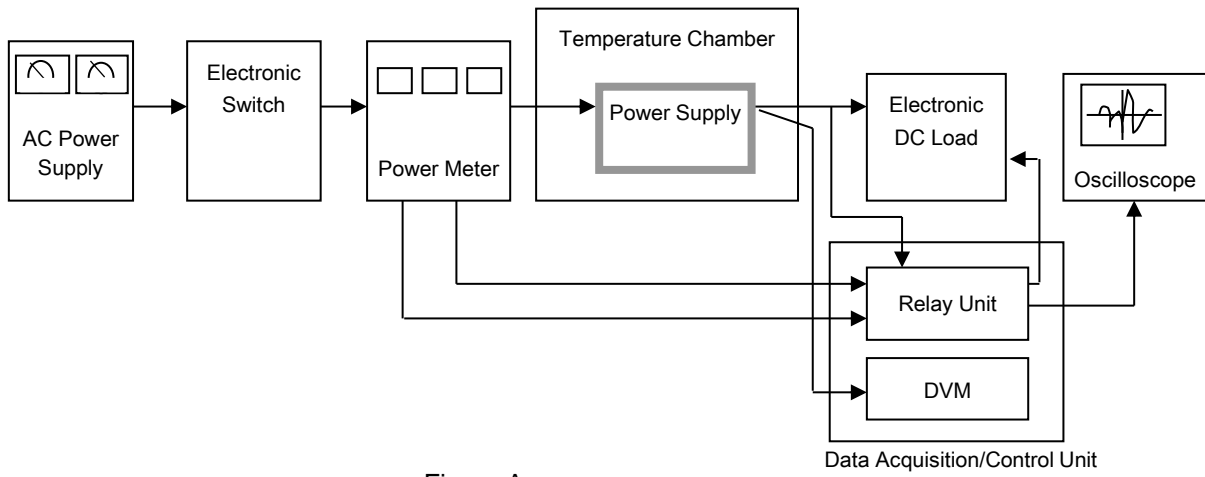 Temperature Chamber
Electronic
Switch
Power Supply
Electronic
DC Load
AC Power
Supply
Power Meter
Oscilloscope
Relay Unit
DVM
Data Acquisition/Control Unit
Figure A